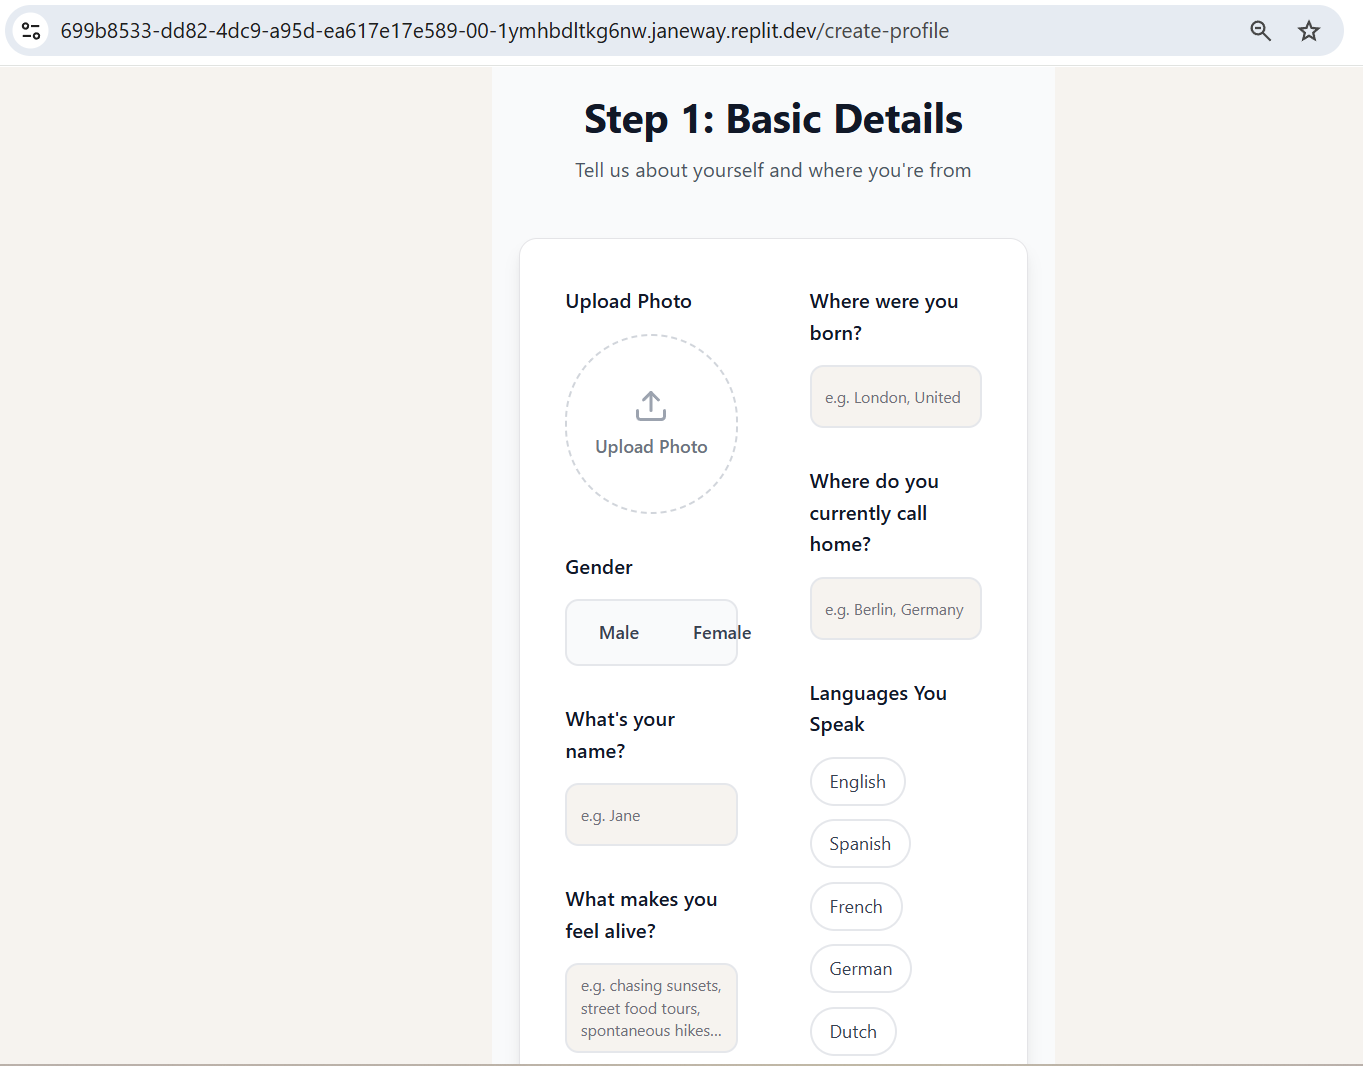 699b8533-dd82-4dc9-a95d-ea617e17e589-00-1ymhbdltkg6nw.janeway.replit.dev/create-profile
Step 1: Basic Details
Tell us about yourself and where you're from
Upload Photo
Upload Photo
Gender
Male
Female
What's your
name?
e.g. Jane
What makes you
feel alive?
e.g. chasing sunsets,
street food tours,
spontaneous hikes...
Where were you
born?
e.g. London, United
Where do you
currently call
home?
e.g. Berlin, Germany
Languages You
Speak
English
Spanish
French
German
Dutch